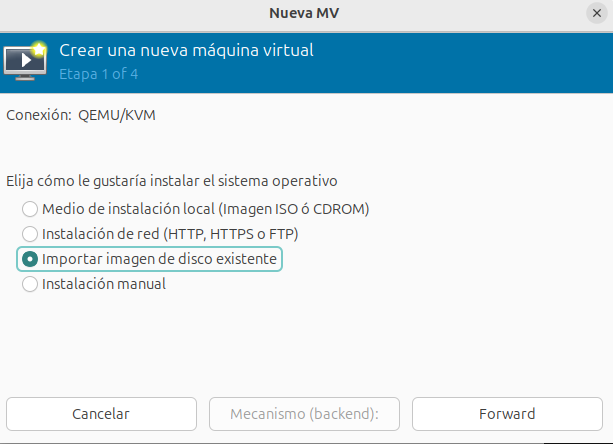 Nueva MV
Crear una nueva máquina virtual
Etapa 1 of 4
Conexión: QEMU/KVM
Elija cómo le gustaría instalar el sistema operativo
Medio de instalación local (Imagen ISO ó CDROM)
Instalación de red (HTTP, HTTPS o FTP)
Importar imagen de disco existente
Instalación manual
Cancelar
Mecanismo (backend):
Forward